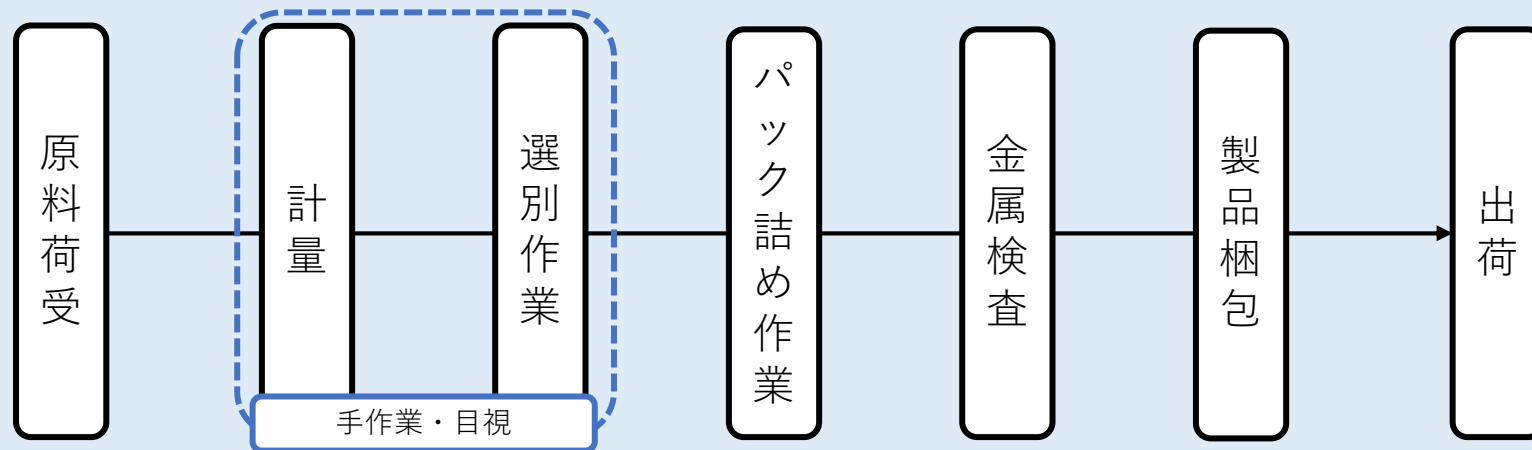 原料荷受
計量
選別作業
手作業・目視
パック詰め作業
金属検査
製品梱包
出荷